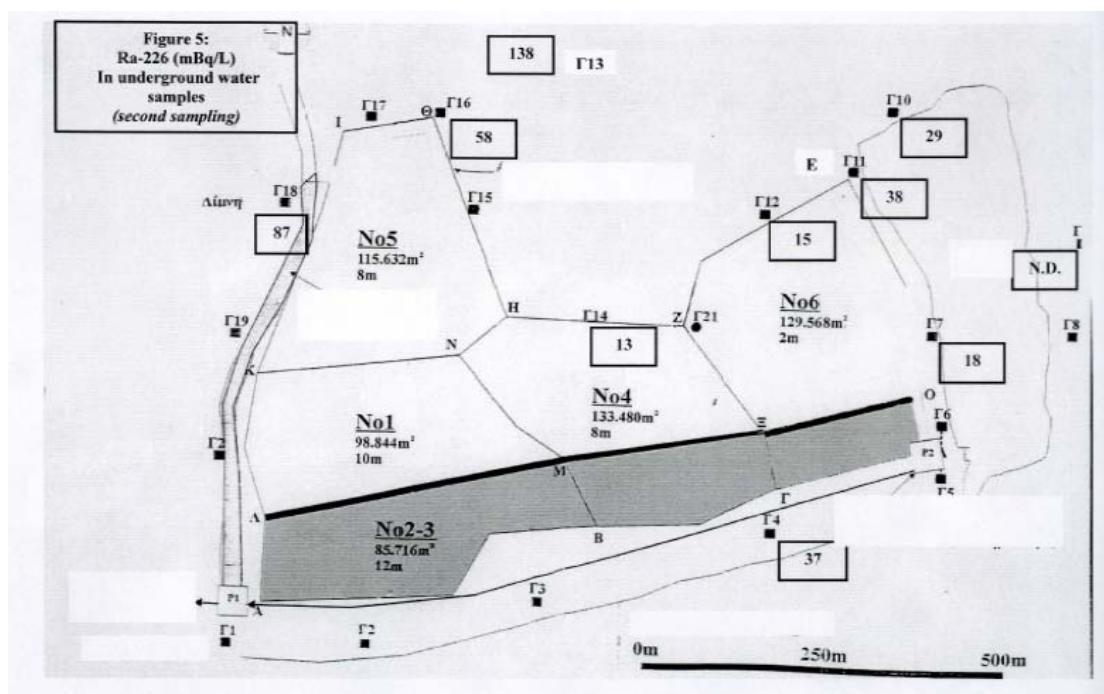 Figure 5:
Ra-226 (mBq/L)
In underground water
samples
(second sampling)
N
138
Γ13
Γ17
Θ
Γ16
Ι
58
Γ10
29
Ε
Γ11
38
Γ18
Λίμνη
87
Γ15
Γ12
15
Γ
1
N.D.
No5
115.632m²
8m
Γ19
Η
Γ14
13
Ζ
Γ21
No6
129.568m²
2m
Γ7
18
Γ8
Κ
Ν
No1
98.844m²
10m
No4
133.480m²
8m
Ξ
Ο
Γ6
P2
Γ5
Γ2
Μ
Λ
Γ
Γ4
No2-3
85.716m²
12m
Β
37
P1
Α
Γ3
Γ1
Γ2
0m
250m
500m